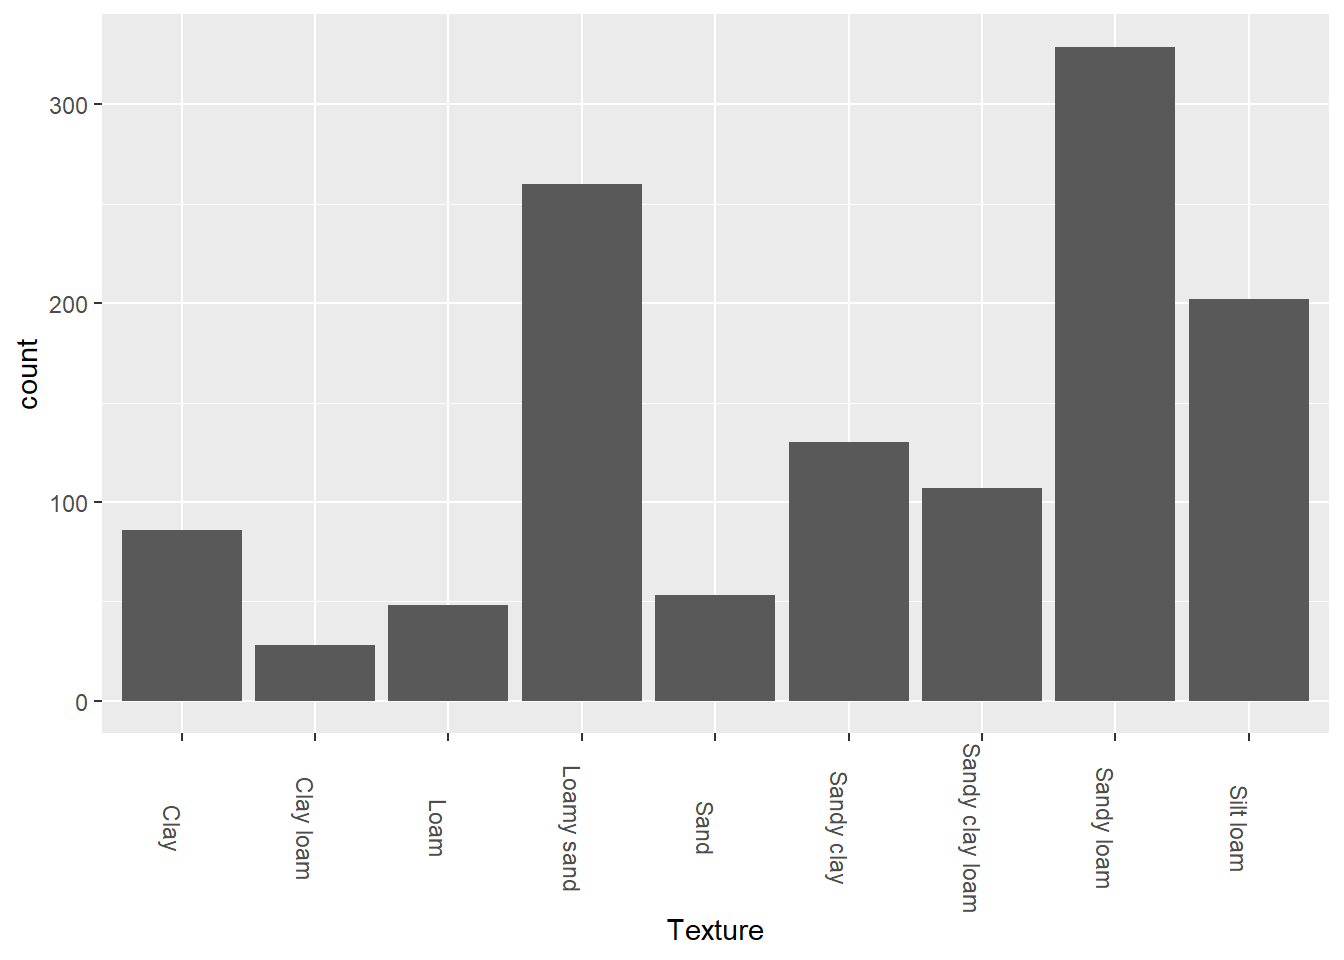 300
200
100
0
count
Clay
Clay loam
Loam
Loamy sand
Sand
Sandy clay
Sandy clay loam
Sandy loam
Silt loam
Texture